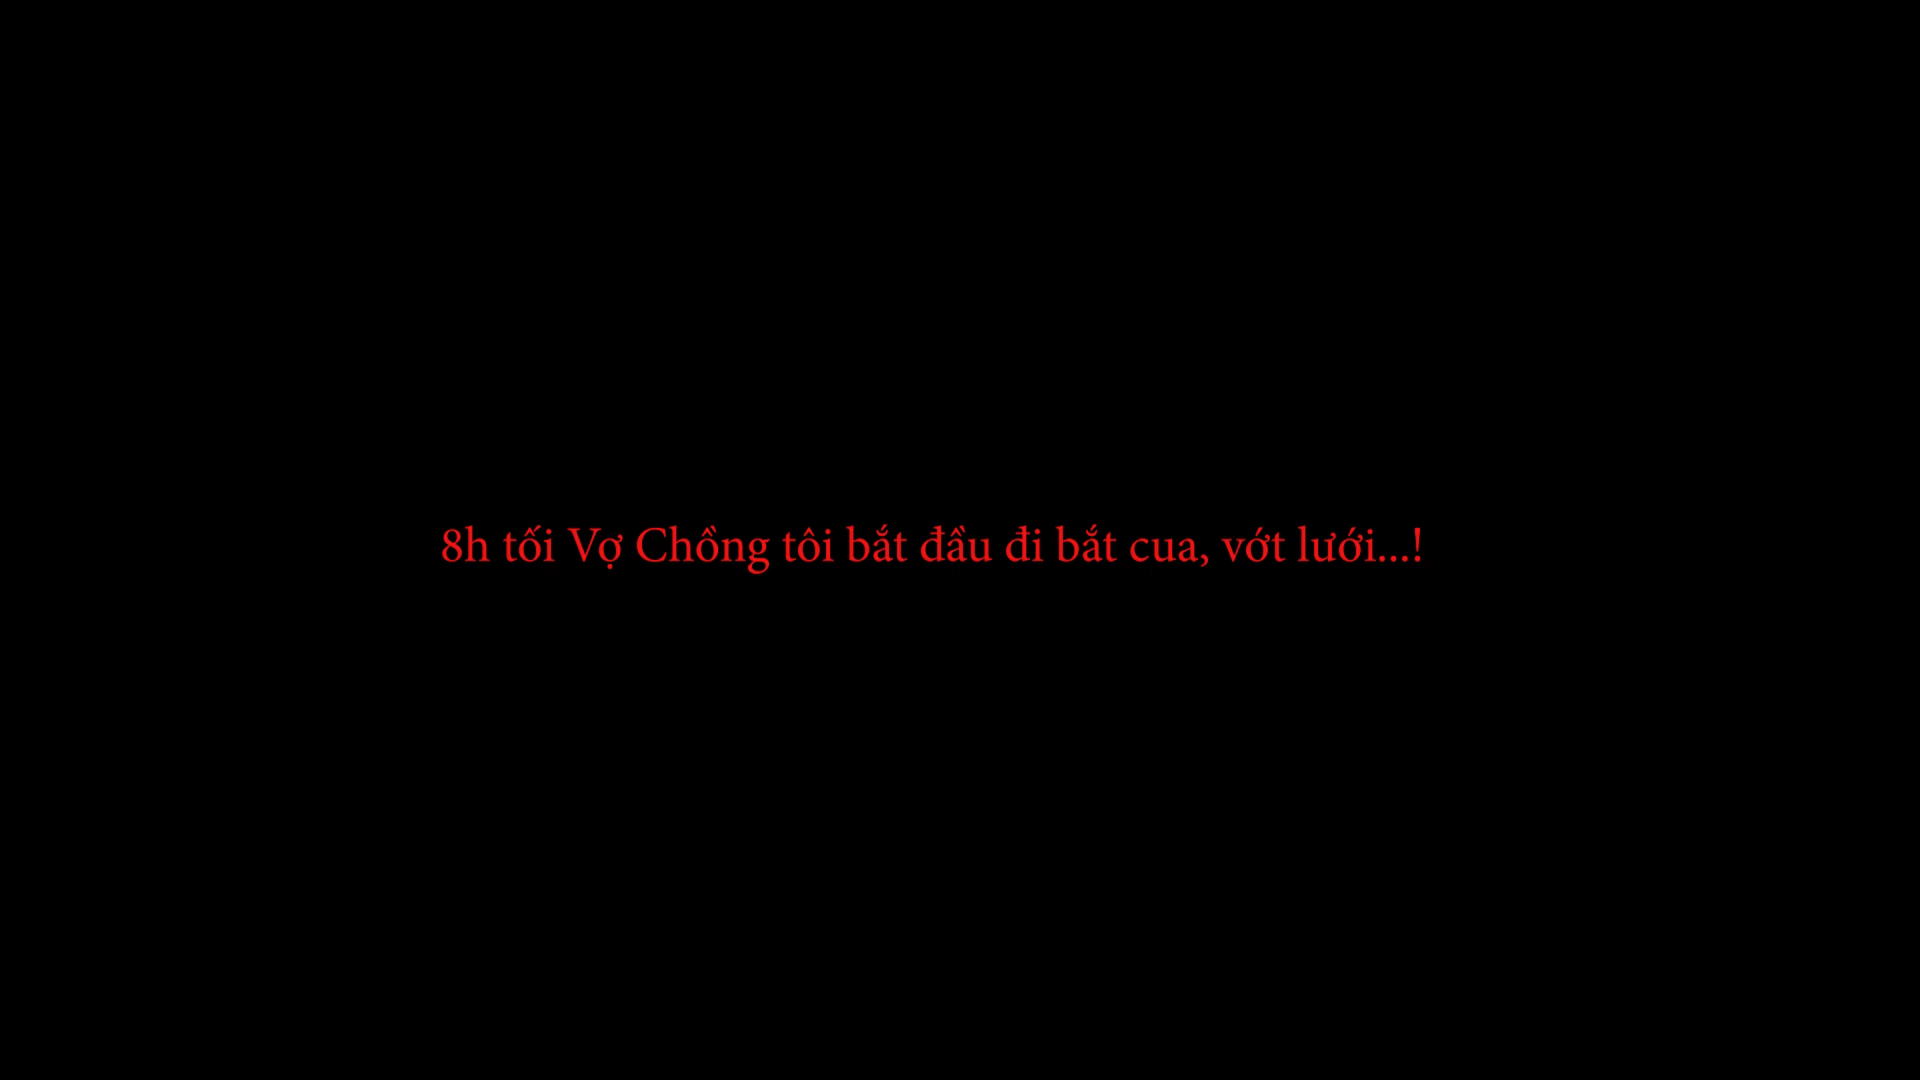 8h tối Vợ Chồng tôi bắt đầu đi bắt cua, vớt lưới...!